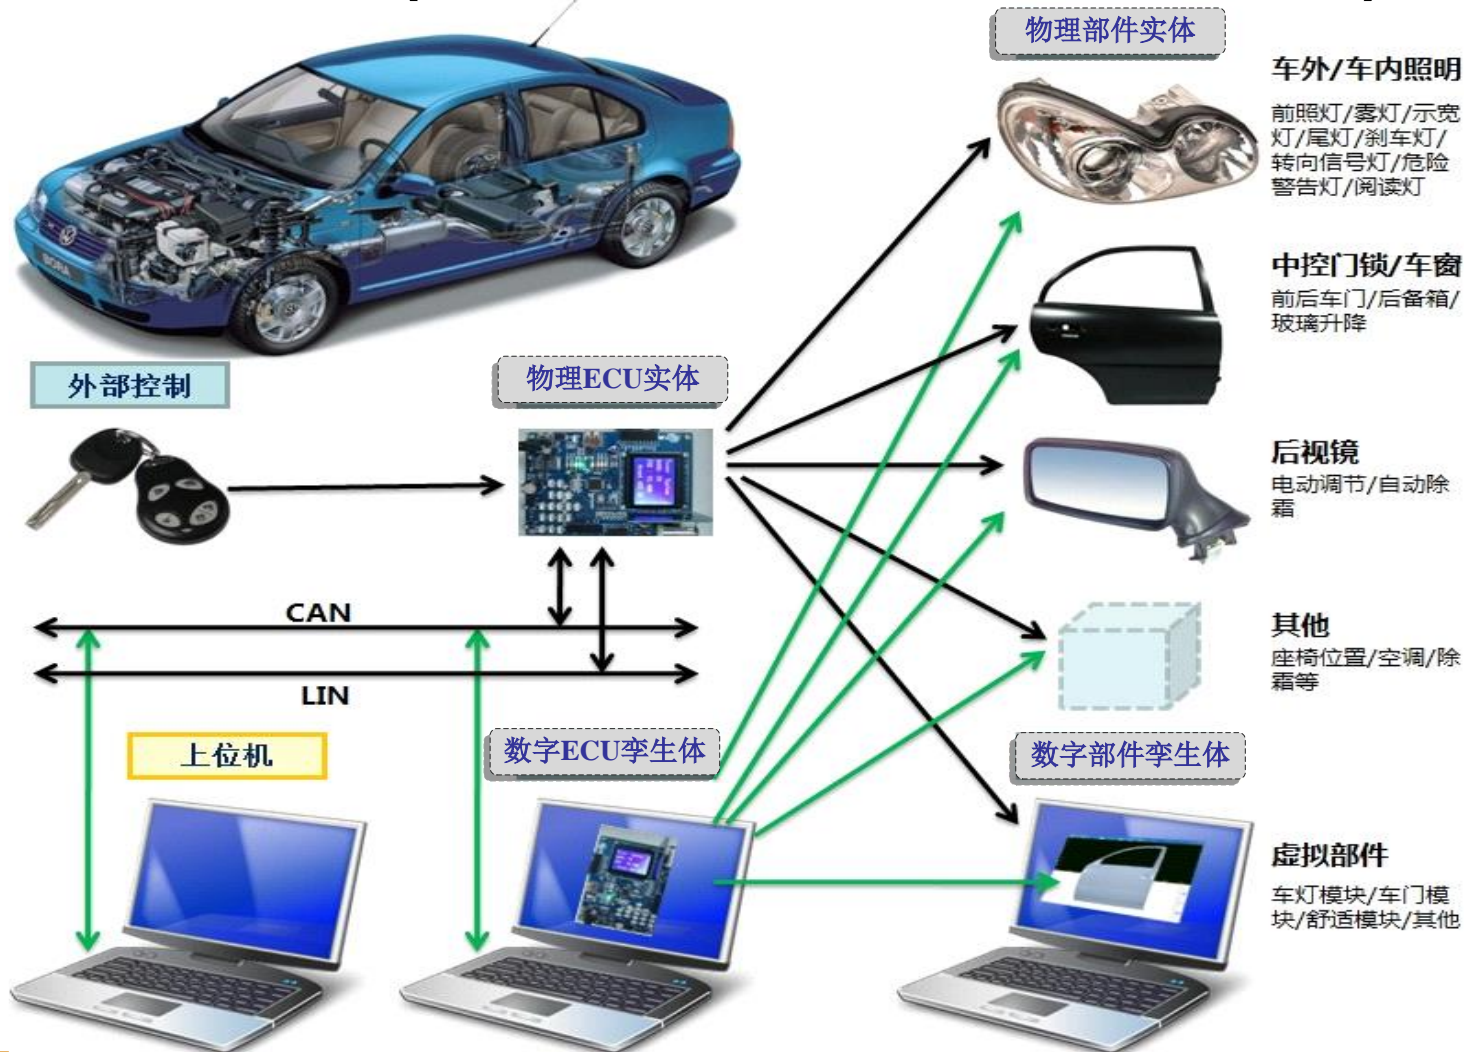 物理部件实体
车外/车内照明
前照灯/雾灯/示宽
灯/尾灯/刹车灯/
转向信号灯/危险
警告灯/阅读灯
BORA
中控门锁/车窗
前后车门/后备箱/
玻璃升降
外部控制
物理ECU实体
后视镜
电动调节/自动除
霜
CAN
LIN
其他
座椅位置/空调/除
霜等
上位机
数字ECU孪生体
数字部件孪生体
虚拟部件
车灯模块/车门模
块/舒适模块/其他